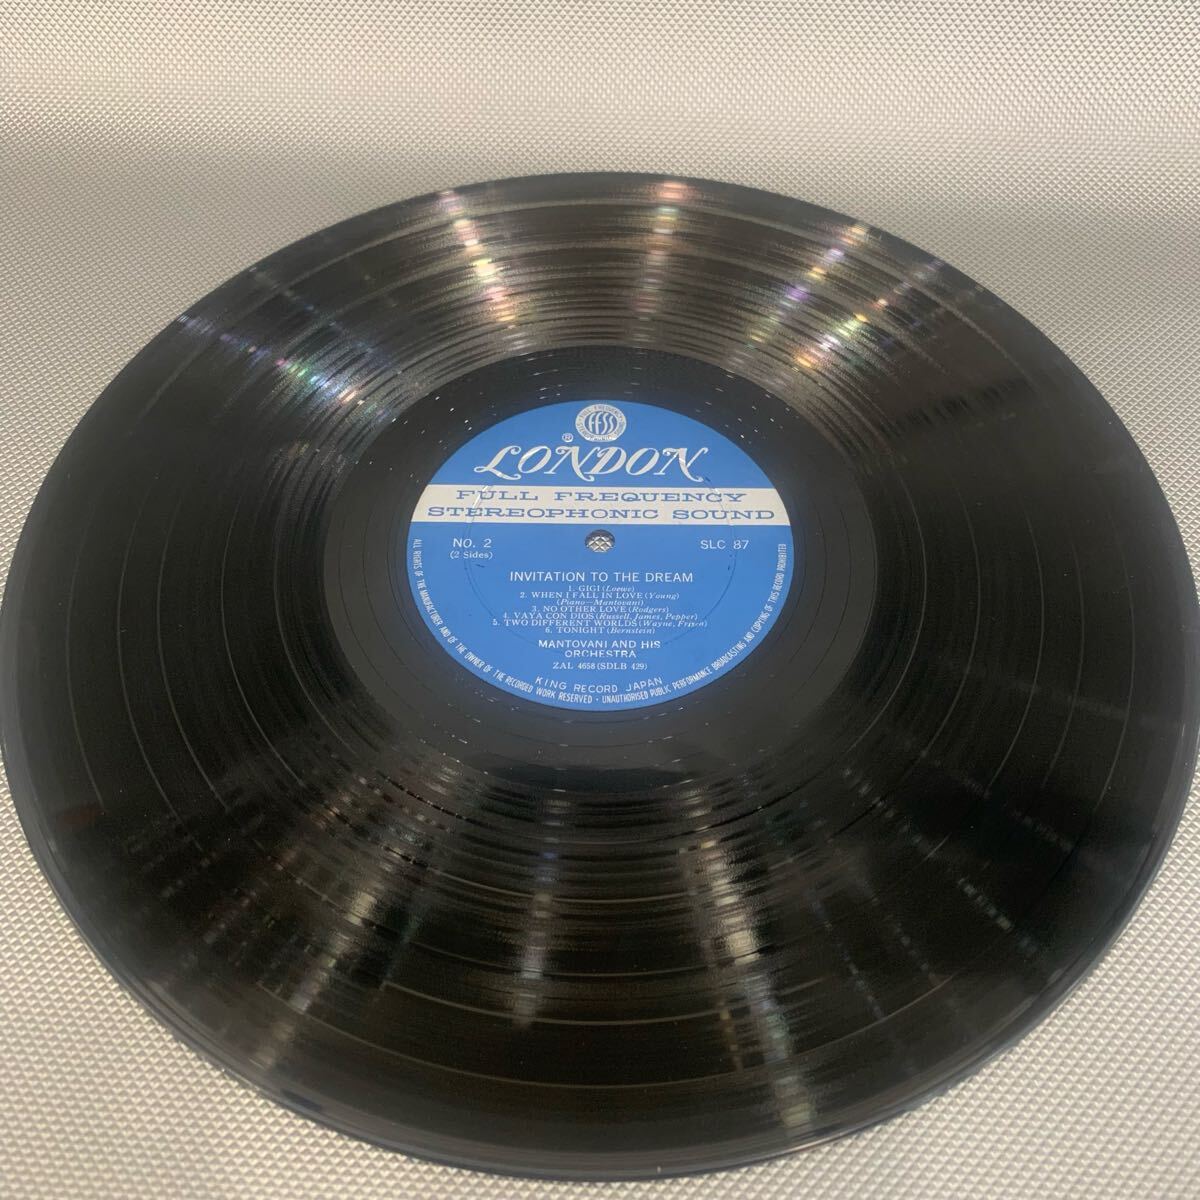 FFSS
® LONDON
FULL FREQUENCY
STEREOPHONIC SOUND
NO. 2
(2 Sides)
SLC 87
INVITATION TO THE DREAM
1. GIGI (Loewe)
2. WHEN I FALL IN LOVE (Young)
(Piano—Mantovani)
3. NO OTHER LOVE (Rodgers)
4. VAYA CON DIOS (Russell, James, Pepper)
5. TWO DIFFERENT WORLDS (Wayne, Frisch)
6. TONIGHT (Bernstein)
MANTOVANI AND HIS
ORCHESTRA
ZAL 4658 (SDLB 429)
KING RECORD JAPAN
ALL RIGHTS OF THE MANUFACTURER AND OF THE OWNER OF THE RECORDED WORK RESERVED · UNAUTHORISED PUBLIC PERFORMANCE BROADCASTING AND COPYING OF THIS RECORD PROHIBITED